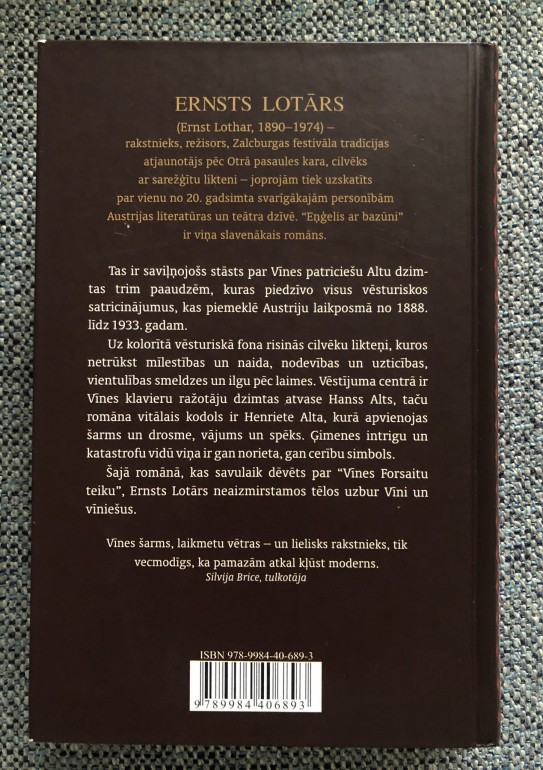 ERNSTS LOTĀRS
(Ernst Lothar, 1890–1974) –
rakstnieks, režisors, Zalcburgas festivāla tradīcijas
atjaunotājs pēc Otrā pasaules kara, cilvēks
ar sarežģītu likteni – joprojām tiek uzskatīts
par vienu no 20. gadsimta svarīgākajām personībām
Austrijas literatūras un teātra dzīvē. “Eņģelis ar bazūni”
ir viņa slavenākais romāns.
Tas ir saviļņojošs stāsts par Vīnes patriciešu Altu dzim-
tas trim paaudzēm, kuras piedzīvo visus vēsturiskos
satricinājumus, kas piemeklē Austriju laikposmā no 1888.
līdz 1933. gadam.
Uz kolorītā vēsturiskā fona risinās cilvēku likteņi, kuros
netrūkst mīlestības un naida, nodevības un uzticības,
vientulības smeldzes un ilgu pēc laimes. Vēstījuma centrā ir
Vīnes klavieru ražotāju dzimtas atvase Hanss Alts, taču
romāna vitālais kodols ir Henriete Alta, kurā apvienojas
šarms un drosme, vājums un spēks. Ģimenes intrigu un
katastrofu vidū viņa ir gan norieta, gan cerību simbols.
Šajā romānā, kas savulaik dēvēts par “Vīnes Forsaitu
teiku”, Ernsts Lotārs neaizmirstamos tēlos uzbur Vīni un
vīniešus.
Vīnes šarms, laikmetu vētras – un lielisks rakstnieks, tik
vecmodīgs, ka pamazām atkal kļūst moderns.
Silvija Brice, tulkotāja
ISBN 978-9984-40-689-3
9 789984 406893